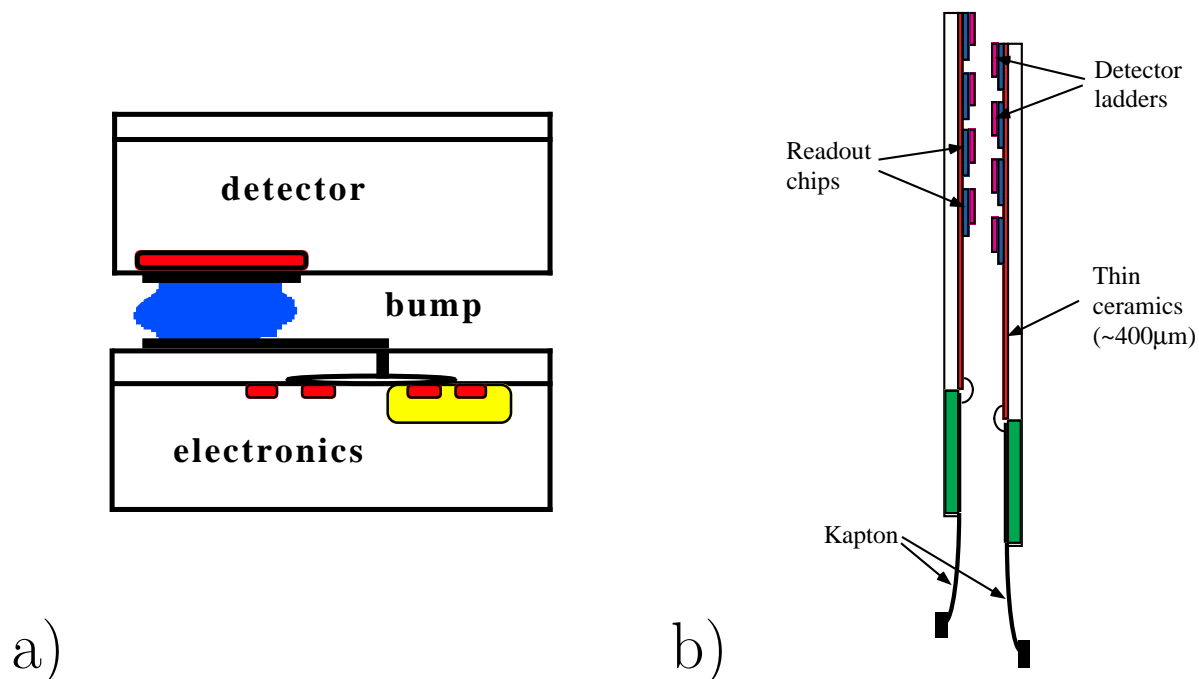 detector
bump
electronics
a)
Detector
ladders
Readout
chips
Thin
ceramics
(~400μm)
Kapton
b)